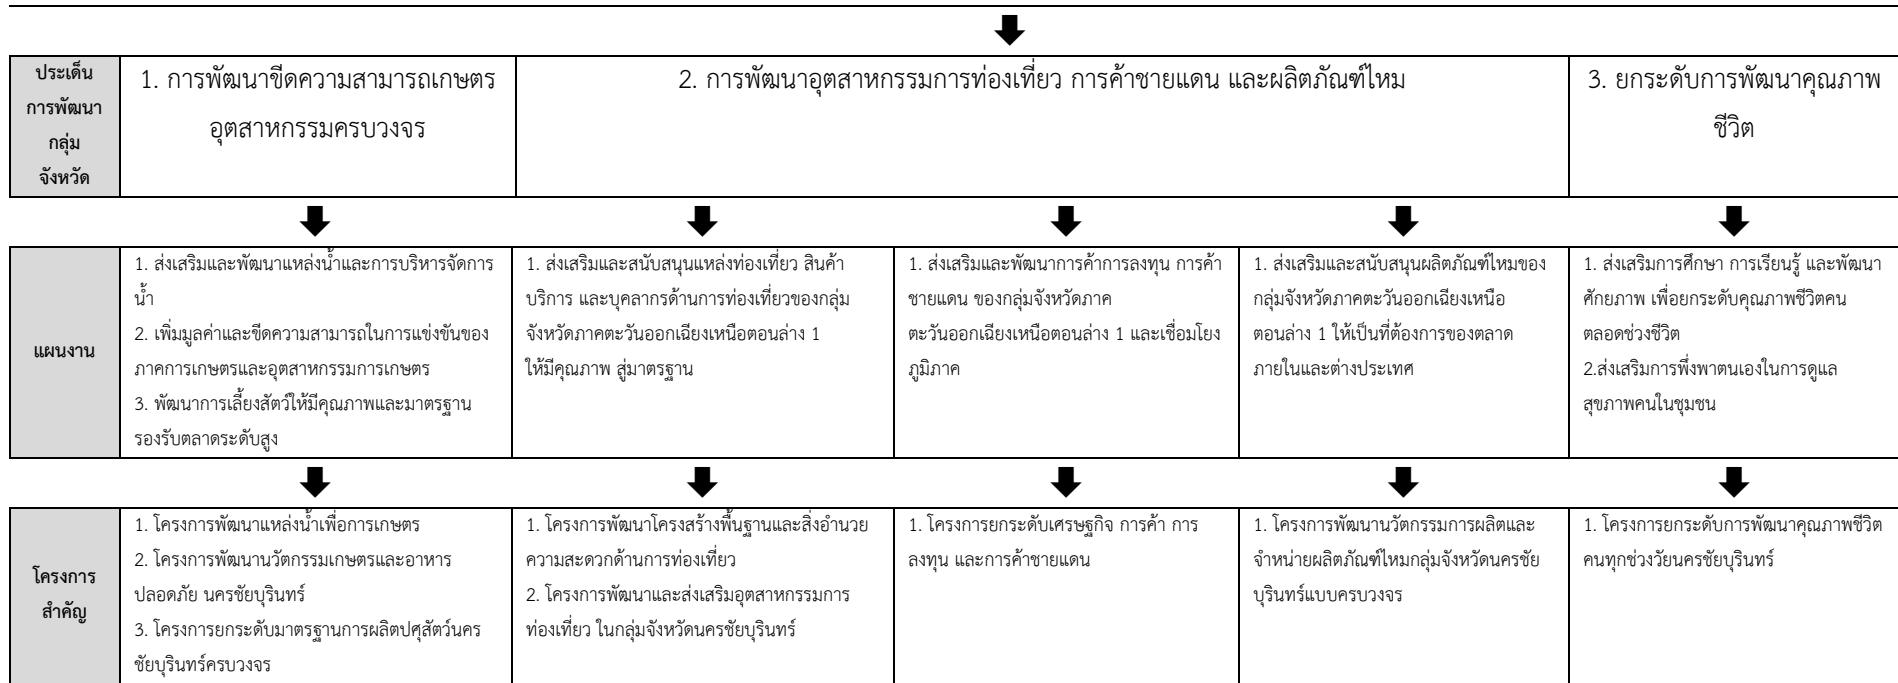 ประเด็น
การพัฒนา
กลุ่ม
จังหวัด
1. การพัฒนาขีดความสามารถเกษตร
อุตสาหกรรมครบวงจร
2. การพัฒนาอุตสาหกรรมการท่องเที่ยว การค้าชายแดน และผลิตภัณฑ์ไหม
3. ยกระดับการพัฒนาคุณภาพ
ชีวิต
แผนงาน
1. ส่งเสริมและพัฒนาแหล่งน้ำและการบริหารจัดการ
น้ำ
2. เพิ่มมูลค่าและขีดความสามารถในการแข่งขันของ
ภาคการเกษตรและอุตสาหกรรมการเกษตร
3. พัฒนาการเลี้ยงสัตว์ให้มีคุณภาพและมาตรฐาน
รองรับตลาดระดับสูง
1. ส่งเสริมและสนับสนุนแหล่งท่องเที่ยว สินค้า
บริการ และบุคลากรด้านการท่องเที่ยวของกลุ่ม
จังหวัดภาคตะวันออกเฉียงเหนือตอนล่าง 1
ให้มีคุณภาพ สู่มาตรฐาน
1. ส่งเสริมและพัฒนาการค้าการลงทุน การค้า
ชายแดน ของกลุ่มจังหวัดภาค
ตะวันออกเฉียงเหนือตอนล่าง 1 และเชื่อมโยง
ภูมิภาค
1. ส่งเสริมและสนับสนุนผลิตภัณฑ์ไหมของ
กลุ่มจังหวัดภาคตะวันออกเฉียงเหนือ
ตอนล่าง 1 ให้เป็นที่ต้องการของตลาด
ภายในและต่างประเทศ
1. ส่งเสริมการศึกษา การเรียนรู้ และพัฒนา
ศักยภาพ เพื่อยกระดับคุณภาพชีวิตคน
ตลอดช่วงชีวิต
2.ส่งเสริมการพึ่งพาตนเองในการดูแล
สุขภาพคนในชุมชน
โครงการ
สำคัญ
1. โครงการพัฒนาแหล่งน้ำเพื่อการเกษตร
2. โครงการพัฒนานวัตกรรมเกษตรและอาหาร
ปลอดภัย นครชัยบุรินทร์
3. โครงการยกระดับมาตรฐานการผลิตปศุสัตว์นคร
ชัยบุรินทร์ครบวงจร
1. โครงการพัฒนาโครงสร้างพื้นฐานและสิ่งอำนวย
ความสะดวกด้านการท่องเที่ยว
2. โครงการพัฒนาและส่งเสริมอุตสาหกรรมการ
ท่องเที่ยว ในกลุ่มจังหวัดนครชัยบุรินทร์
1. โครงการยกระดับเศรษฐกิจ การค้า การ
ลงทุน และการค้าชายแดน
1. โครงการพัฒนานวัตกรรมการผลิตและ
จำหน่ายผลิตภัณฑ์ไหมกลุ่มจังหวัดนครชัย
บุรินทร์แบบครบวงจร
1. โครงการยกระดับการพัฒนาคุณภาพชีวิต
คนทุกช่วงวัยนครชัยบุรินทร์